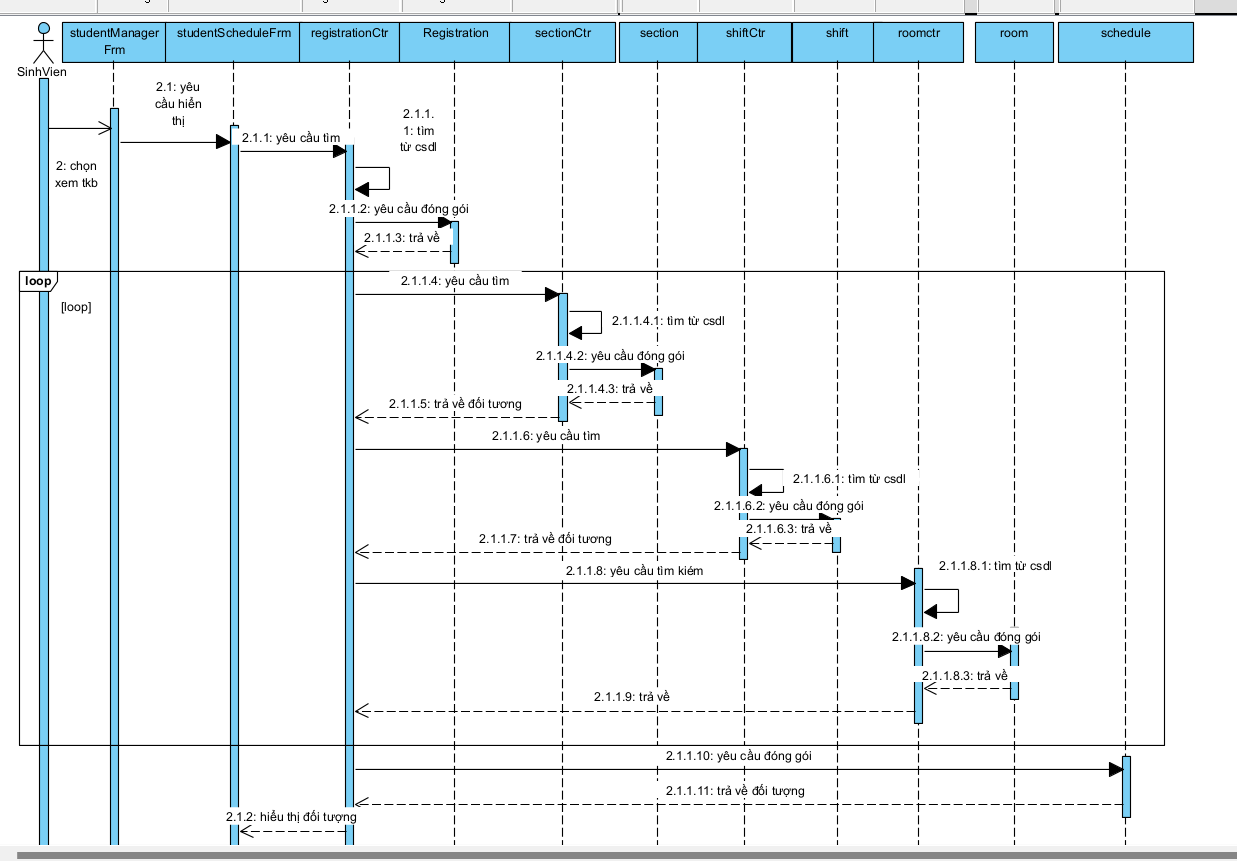 studentManager
Frm
studentScheduleFrm
registrationCtr
Registration
sectionCtr
section
shiftCtr
shift
roomctr
room
schedule
SinhVien
2.1: yêu
cầu hiển
thị
2.1.1.
1: tìm
từ csdl
2.1.1: yêu cầu tìm
2: chọn
xem tkb
2.1.1.2: yêu cầu đóng gói
2.1.1.3: trả về
loop
2.1.1.4: yêu cầu tìm
[loop]
2.1.1.4.1: tìm từ csdl
2.1.1.4.2: yêu cầu đóng gói
2.1.1.4.3: trả về
2.1.1.5: trả về đối tương
2.1.1.6: yêu cầu tìm
2.1.1.6.1: tìm từ csdl
2.1.1.6.2: yêu cầu đóng gói
2.1.1.6.3: trả về
2.1.1.7: trả về đối tương
2.1.1.8: yêu cầu tìm kiém
2.1.1.8.1: tìm từ csdl
2.1.1.8.2: yêu cầu đóng gói
2.1.1.8.3: trả về
2.1.1.9: trả về
2.1.1.10: yêu cầu đóng gói
2.1.1.11: trả về đối tượng
2.1.2: hiểu thị đối tượng